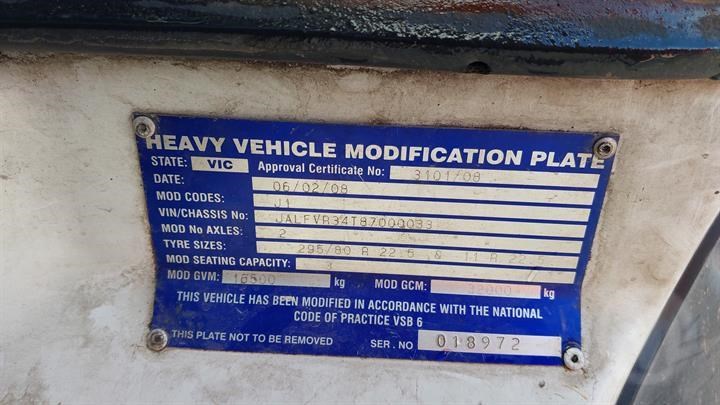 HEAVY VEHICLE MODIFICATION PLATE
STATE: VIC Approval Certificate No: 3101/08
DATE: 06/02/08
MOD CODES: J1
VIN/CHASSIS No: JALFVR34T87000033
MOD No AXLES: 2
TYRE SIZES: 295/80 R 22.5 & 11 R 22.5
MOD SEATING CAPACITY: 3
MOD GVM: 16500 kg MOD GCM: 32000 kg
THIS VEHICLE HAS BEEN MODIFIED IN ACCORDANCE WITH THE NATIONAL
CODE OF PRACTICE VSB 6
THIS PLATE NOT TO BE REMOVED SER. NO 018972